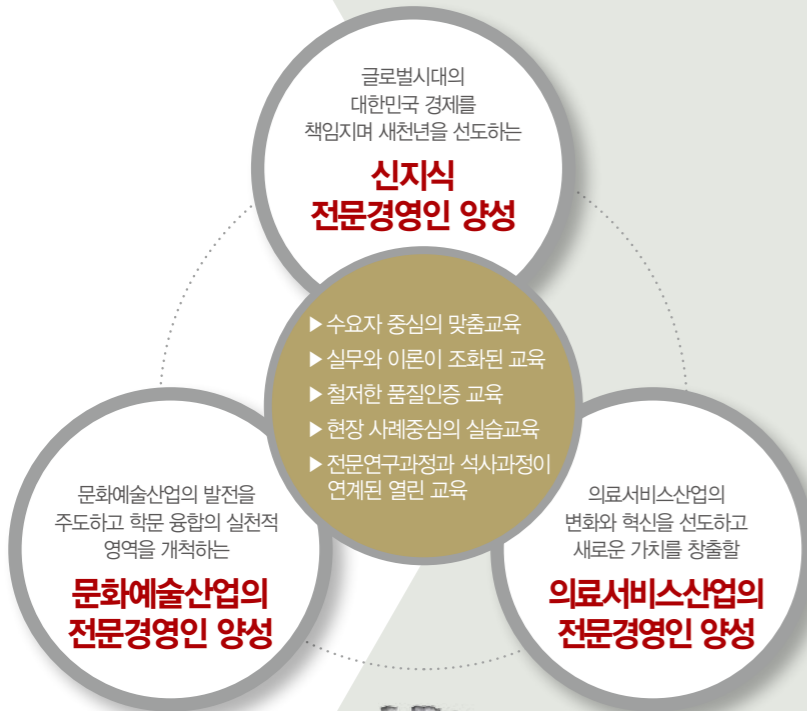 글로벌시대의
대한민국 경제를
책임지며 새천년을 선도하는
신지식
전문경영인 양성
▶ 수요자 중심의 맞춤교육
▶ 실무와 이론이 조화된 교육
▶ 철저한 품질인증 교육
▶ 현장 사례중심의 실습교육
▶ 전문연구과정과 석사과정이
연계된 열린 교육
문화예술산업의 발전을
주도하고 학문 융합의 실천적
영역을 개척하는
문화예술산업의
전문경영인 양성
의료서비스산업의
변화와 혁신을 선도하고
새로운 가치를 창출할
의료서비스산업의
전문경영인 양성